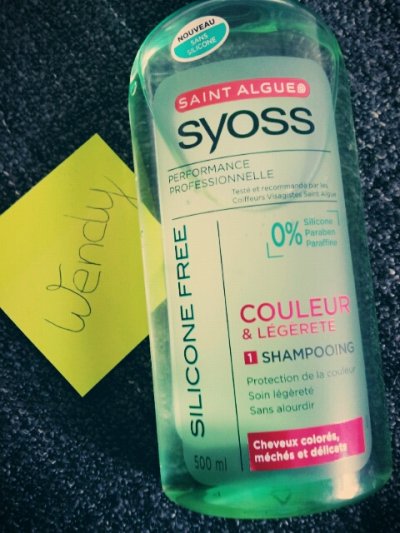 NOUVEAU
SANS
SILICONE
SAINT ALGUE
syoss
PERFORMANCE
PROFESSIONNELLE
Testé et recommandé par les
Coiffeurs Visagistes Saint Algue
0% Silicone
Paraben
Paraffine
SILICONE FREE
COULEUR
& LÉGÈRETÉ
1 SHAMPOOING
Protection de la couleur
Soin légèreté
Sans alourdir
Cheveux colorés,
méchés et délicats
500 ml
Wendy